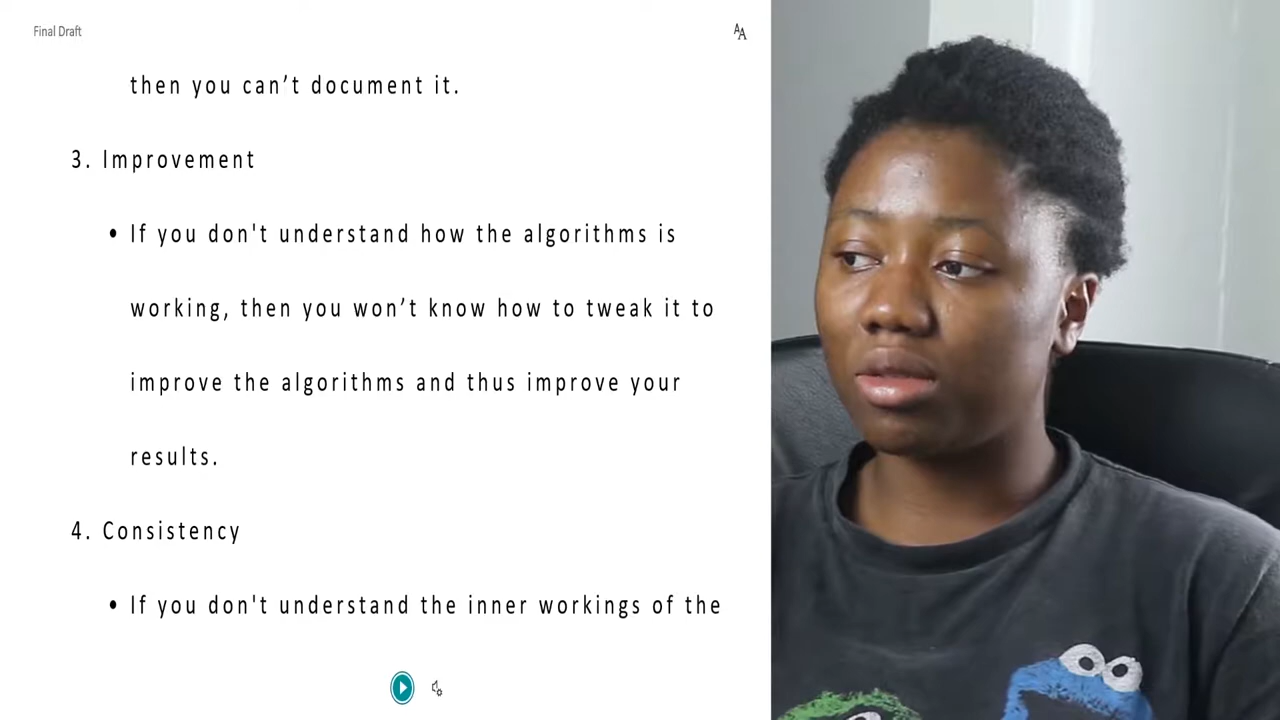 Final Draft
AA
then you can’t document it.
3. Improvement
• If you don't understand how the algorithms is
working, then you won’t know how to tweak it to
improve the algorithms and thus improve your
results.
4. Consistency
• If you don't understand the inner workings of the